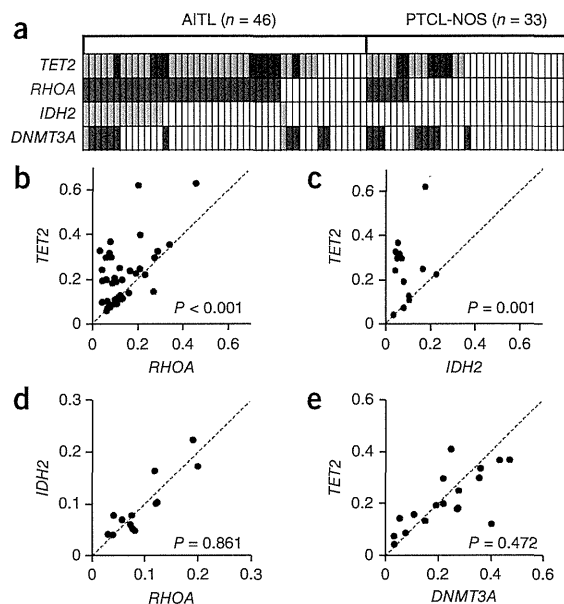 a
AITL (n = 46)
PTCL-NOS (n = 33)
TET2
RHOA
IDH2
DNMT3A
b
TET2
0.6
0.4
0.2
0
0 0.2 0.4 0.6
RHOA
P < 0.001
c
TET2
0.6
0.4
0.2
0
0 0.2 0.4 0.6
IDH2
P = 0.001
d
IDH2
0.3
0.2
0.1
0
0 0.1 0.2 0.3
RHOA
P = 0.861
e
TET2
0.6
0.4
0.2
0
0 0.2 0.4 0.6
DNMT3A
P = 0.472